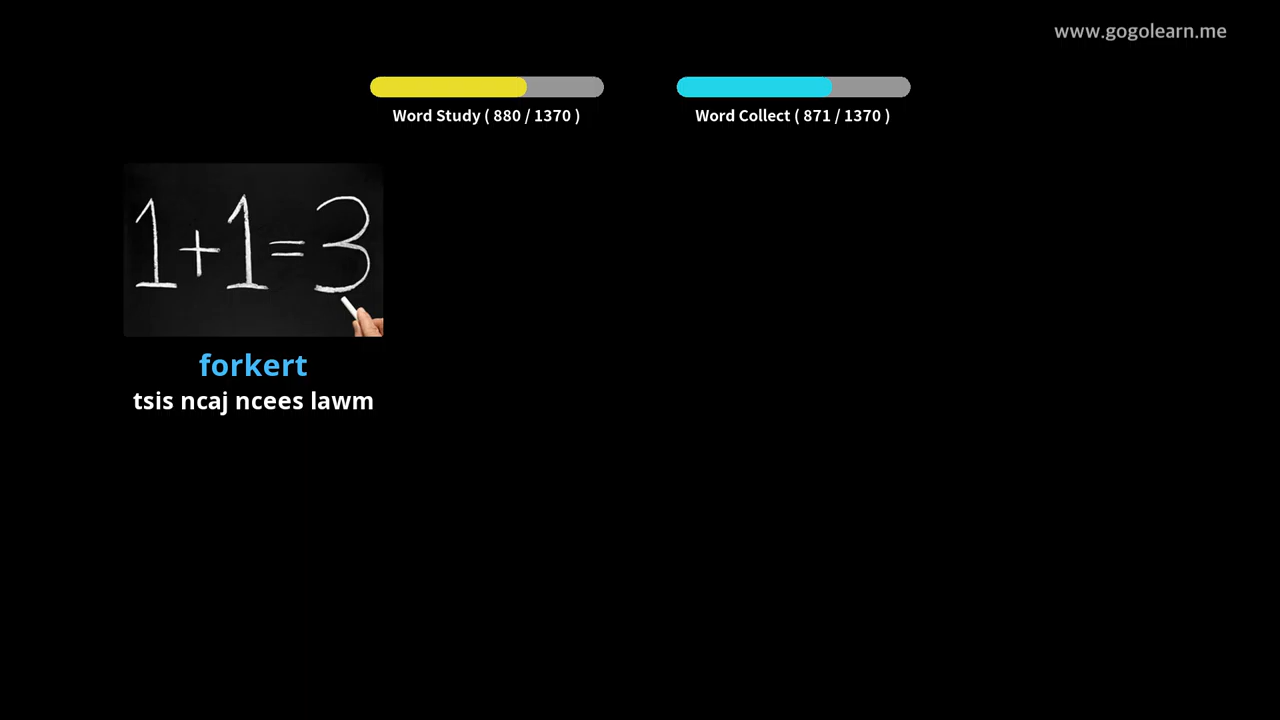 www.gogolearn.me
Word Study ( 880 / 1370 )
Word Collect ( 871 / 1370 )
1+1=3
forkert
tsis ncaj ncees lawm